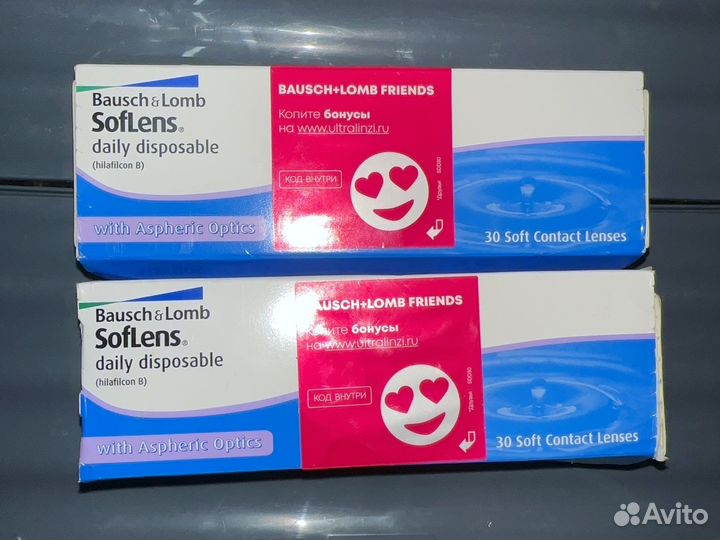 Bausch & Lomb
SofLens®
daily disposable
(hilafilcon B)
with Aspheric Optics
BAUSCH+LOMB FRIENDS
Копите бонусы
на www.ultralinzi.ru
КОД ВНУТРИ
30 Soft Contact Lenses
Bausch & Lomb
SofLens®
daily disposable
(hilafilcon B)
with Aspheric Optics
BAUSCH+LOMB FRIENDS
Копите бонусы
на www.ultralinzi.ru
КОД ВНУТРИ
30 Soft Contact Lenses
Avito